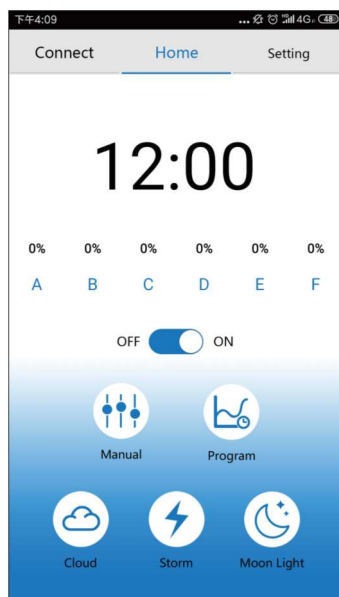 下午4:09 ... 4G 48
Connect Home Setting
12:00
0% 0% 0% 0% 0% 0%
A B C D E F
OFF ON
Manual Program
Cloud Storm Moon Light